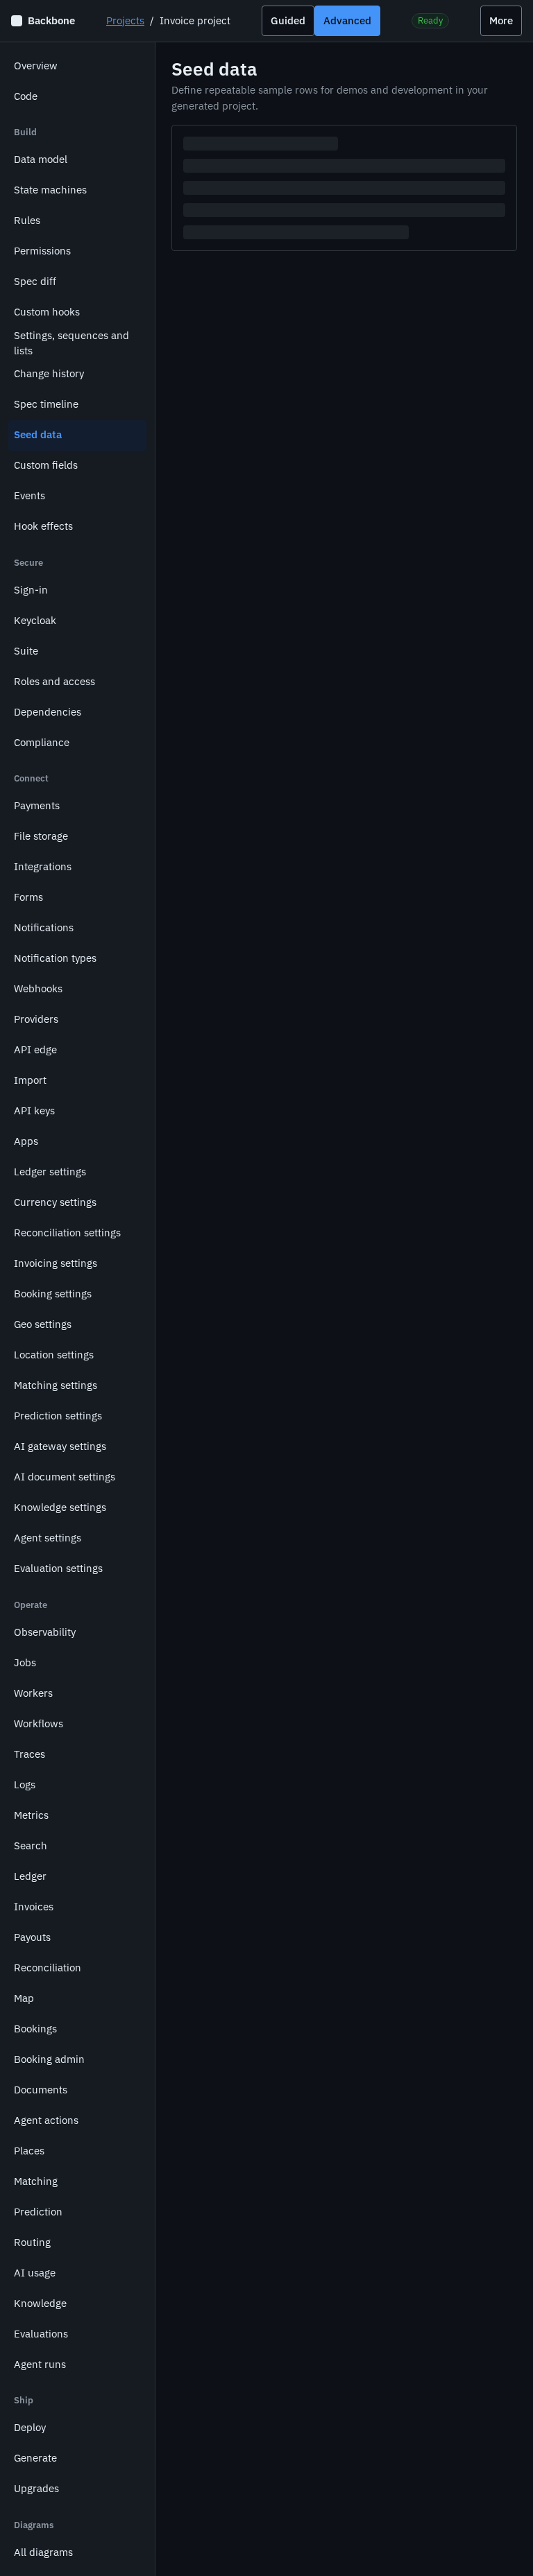 Backbone
Projects / Invoice project
Guided
Advanced
Ready
More
Overview
Code
Build
Data model
State machines
Rules
Permissions
Spec diff
Custom hooks
Settings, sequences and
lists
Change history
Spec timeline
Seed data
Custom fields
Events
Hook effects
Secure
Sign-in
Keycloak
Suite
Roles and access
Dependencies
Compliance
Connect
Payments
File storage
Integrations
Forms
Notifications
Notification types
Webhooks
Providers
API edge
Import
API keys
Apps
Ledger settings
Currency settings
Reconciliation settings
Invoicing settings
Booking settings
Geo settings
Location settings
Matching settings
Prediction settings
AI gateway settings
AI document settings
Knowledge settings
Agent settings
Evaluation settings
Operate
Observability
Jobs
Workers
Workflows
Traces
Logs
Metrics
Search
Ledger
Invoices
Payouts
Reconciliation
Map
Bookings
Booking admin
Documents
Agent actions
Places
Matching
Prediction
Routing
AI usage
Knowledge
Evaluations
Agent runs
Ship
Deploy
Generate
Upgrades
Diagrams
All diagrams
Seed data
Define repeatable sample rows for demos and development in your
generated project.